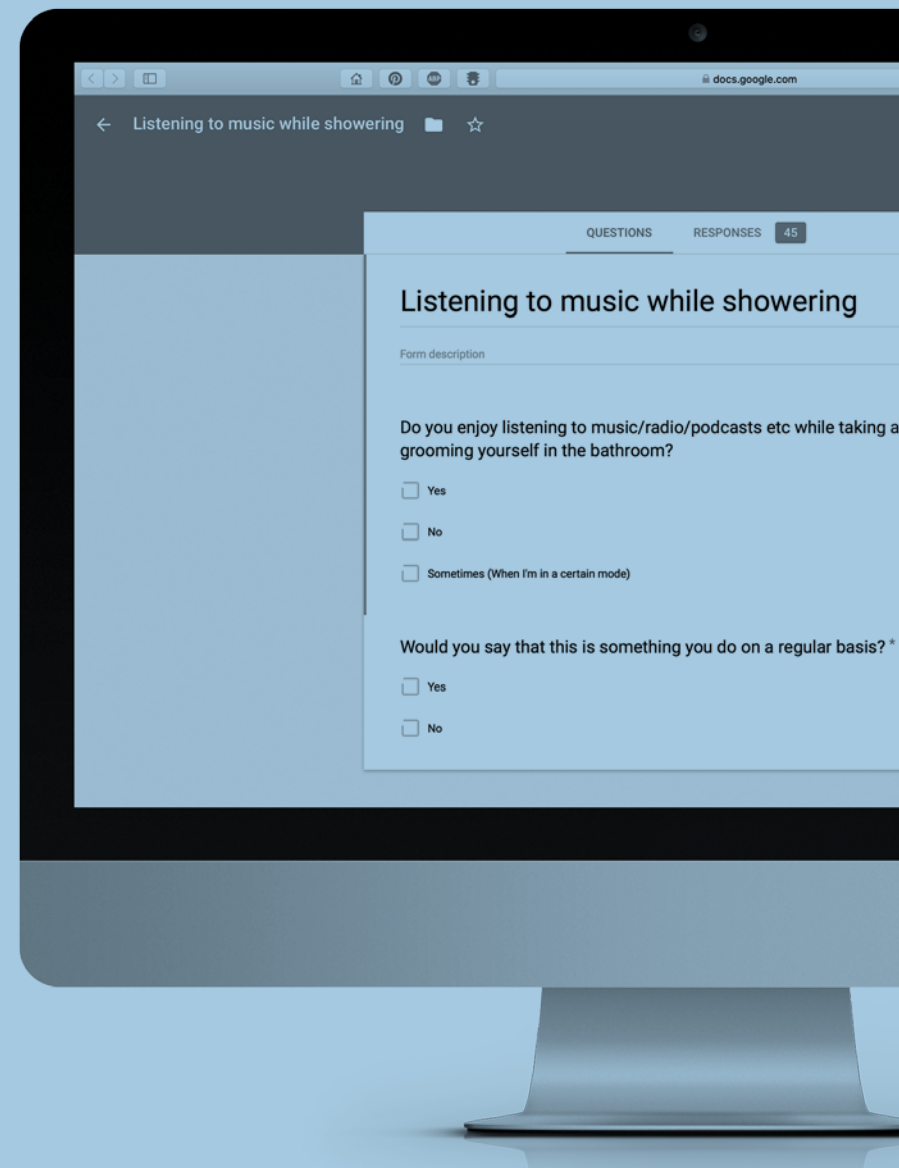 docs.google.com
Listening to music while showering
QUESTIONS RESPONSES 45
Listening to music while showering
Form description
Do you enjoy listening to music/radio/podcasts etc while taking a
grooming yourself in the bathroom?
Yes
No
Sometimes (When I'm in a certain mode)
Would you say that this is something you do on a regular basis? *
Yes
No